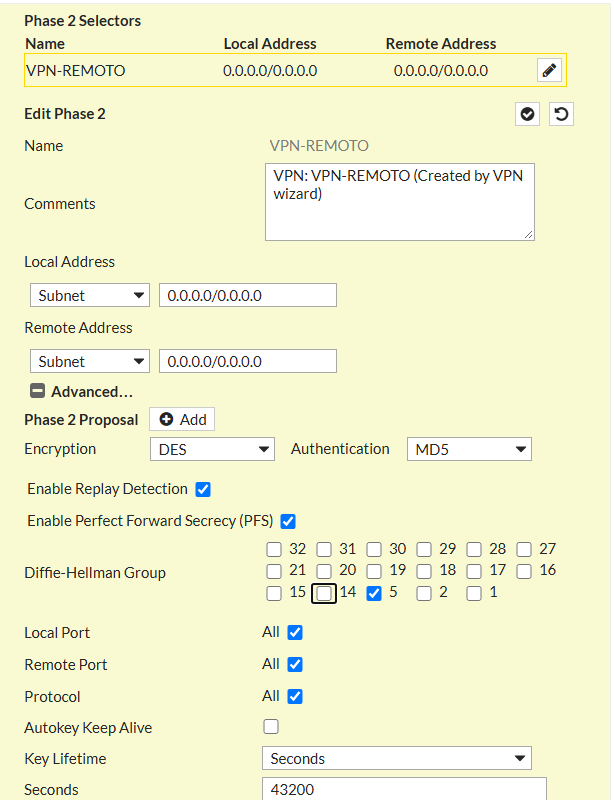 Phase 2 Selectors
Name Local Address Remote Address
VPN-REMOTO 0.0.0.0/0.0.0.0 0.0.0.0/0.0.0.0
Edit Phase 2
Name VPN-REMOTO
Comments VPN: VPN-REMOTO (Created by VPN
wizard)
Local Address
Subnet 0.0.0.0/0.0.0.0
Remote Address
Subnet 0.0.0.0/0.0.0.0
Advanced...
Phase 2 Proposal Add
Encryption DES Authentication MD5
Enable Replay Detection
Enable Perfect Forward Secrecy (PFS)
32 31 30 29 28 27
Diffie-Hellman Group 21 20 19 18 17 16
15 14 5 2 1
Local Port All
Remote Port All
Protocol All
Autokey Keep Alive
Key Lifetime Seconds
Seconds 43200